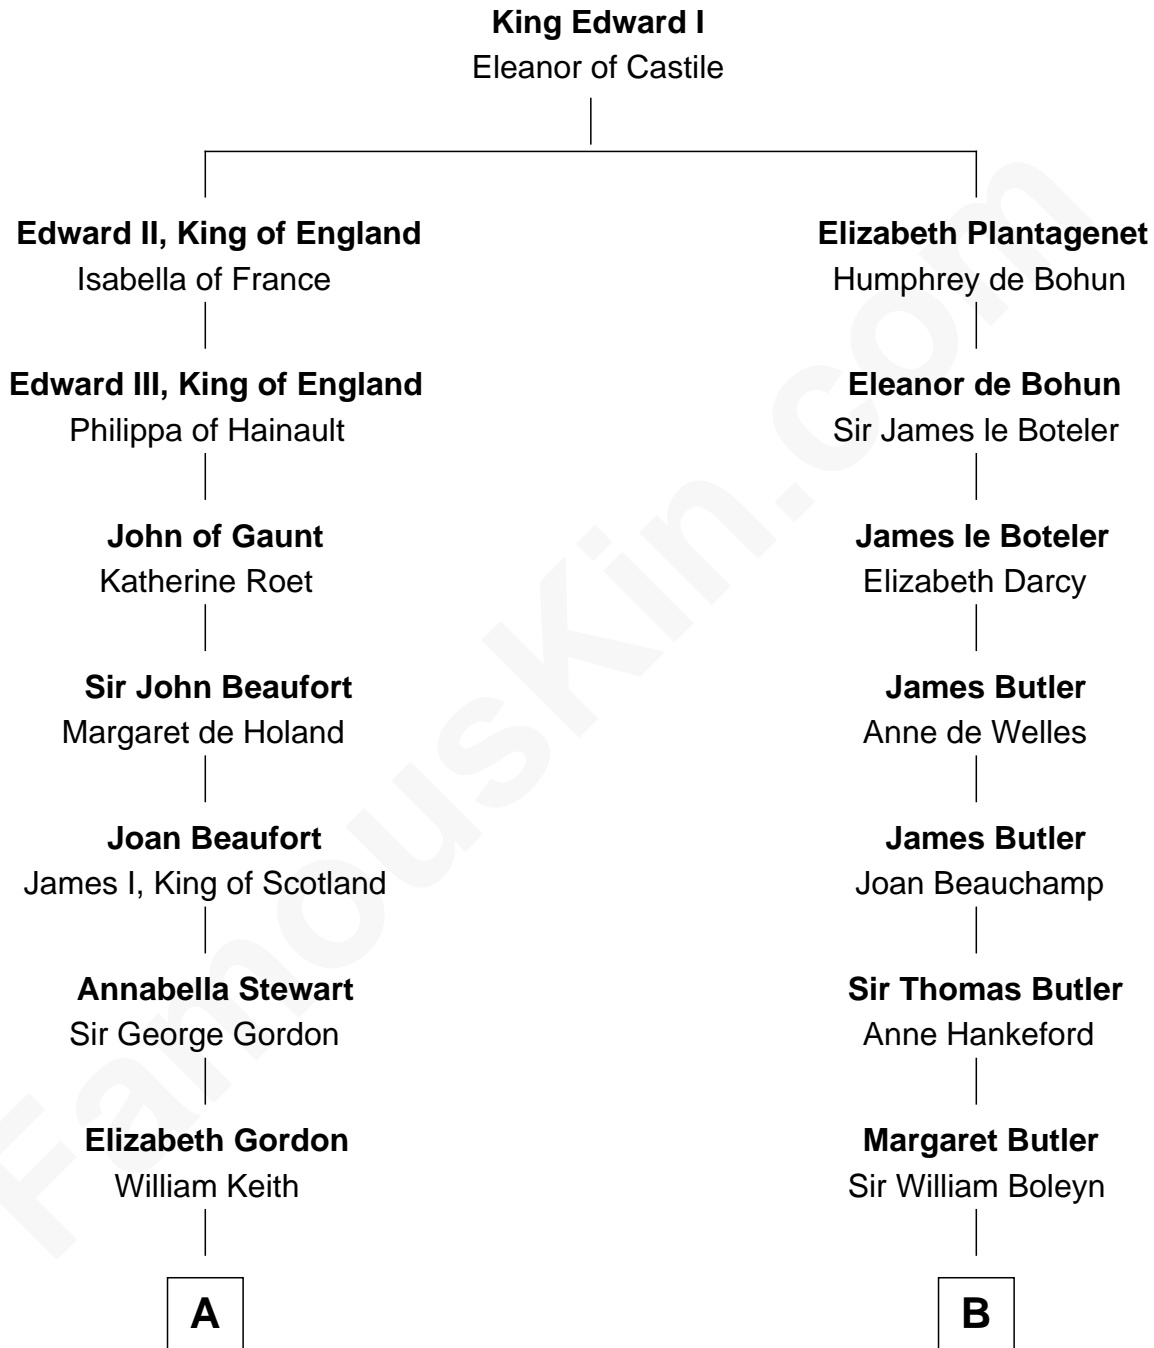 King Edward I
Eleanor of Castile
Edward II, King of England
Isabella of France
Edward III, King of England
Philippa of Hainault
John of Gaunt
Katherine Roet
Sir John Beaufort
Margaret de Holand
Joan Beaufort
James I, King of Scotland
Annabella Stewart
Sir George Gordon
Elizabeth Gordon
William Keith
A
Elizabeth Plantagenet
Humphrey de Bohun
Eleanor de Bohun
Sir James le Boteler
James le Boteler
Elizabeth Darcy
James Butler
Anne de Welles
James Butler
Joan Beauchamp
Sir Thomas Butler
Anne Hankeford
Margaret Butler
Sir William Boleyn
B
FamousKin.com